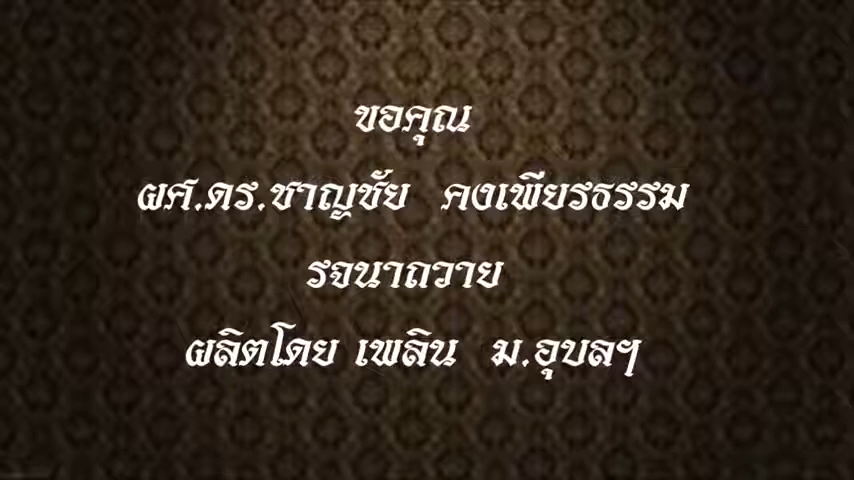 ขอคุณ
ผศ.ดร.ชาญชัย คงเพียรธรรม
รจนาถวาย
ผลิตโดย เพลิน ม.อุบลฯ